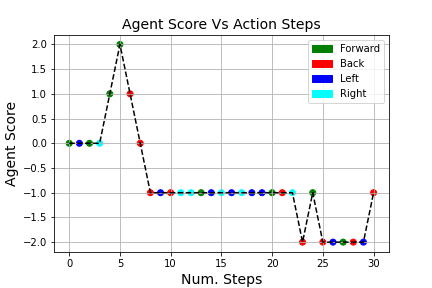 Agent Score Vs Action Steps
Forward
Back
Left
Right
2.0
1.5
1.0
0.5
0.0
−0.5
−1.0
−1.5
−2.0
Agent Score
0 5 10 15 20 25 30
Num. Steps